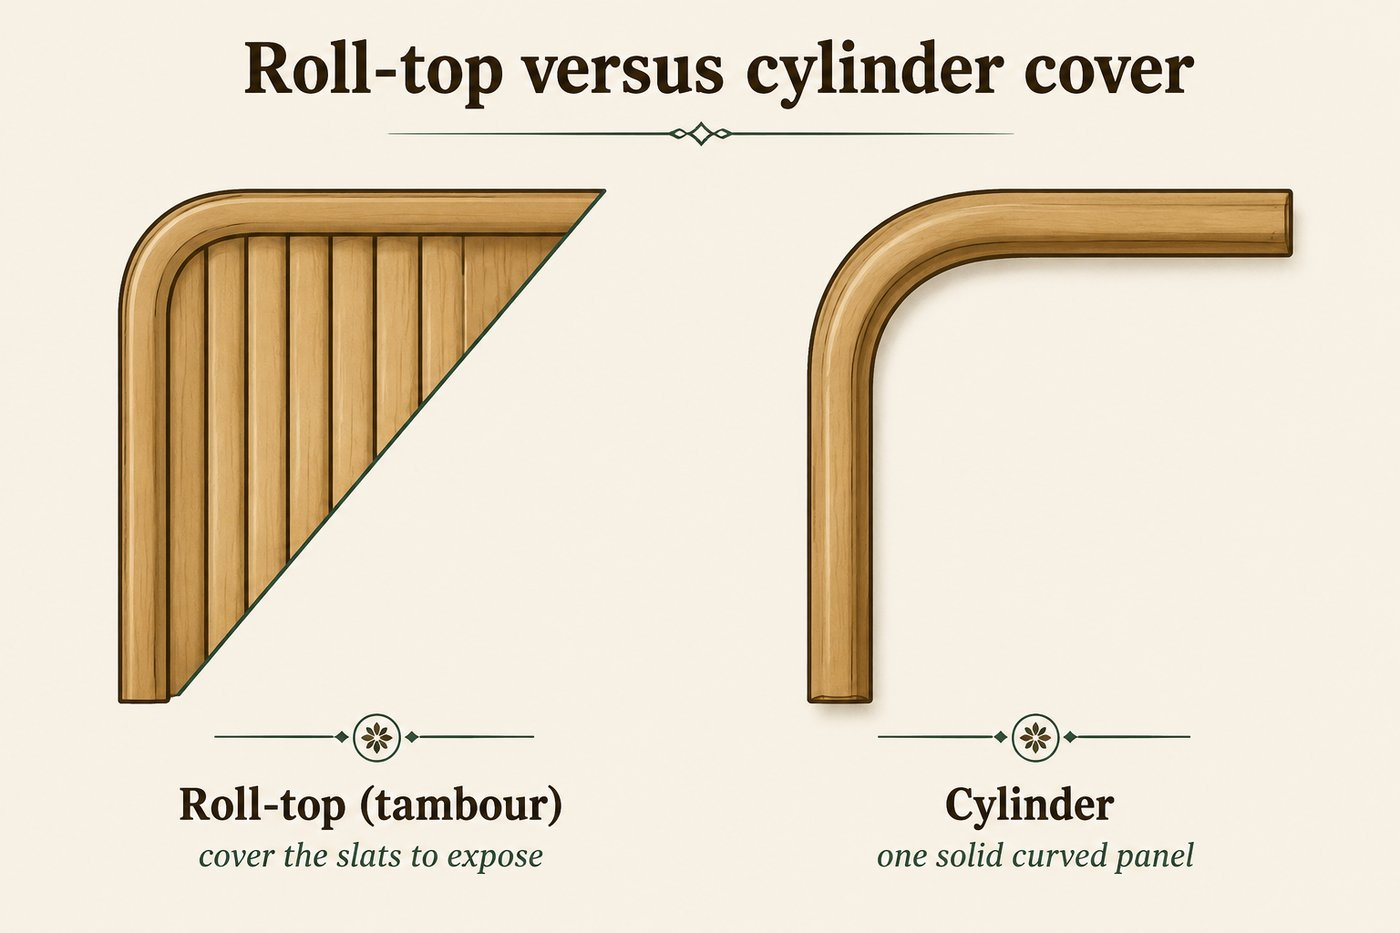 Roll-top versus cylinder cover
Roll-top (tambour)
cover the slats to expose
Cylinder
one solid curved panel